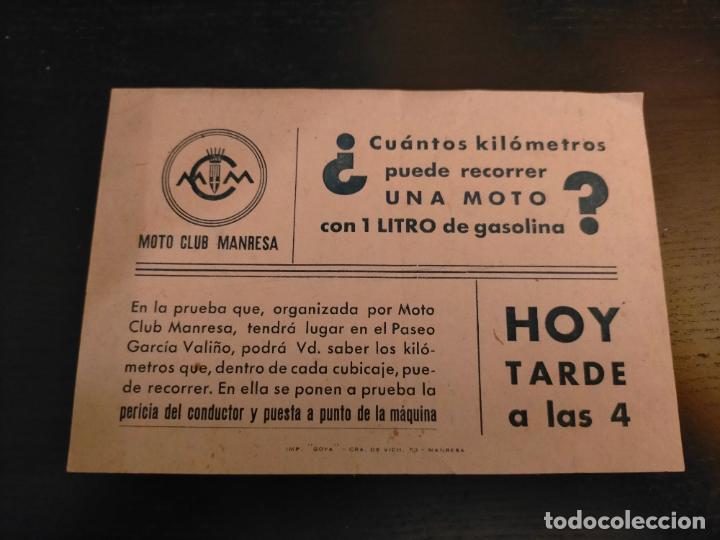 MCM
MOTO CLUB MANRESA
¿Cuántos kilómetros
puede recorrer
UNA MOTO
con 1 LITRO de gasolina?
En la prueba que, organizada por Moto
Club Manresa, tendrá lugar en el Paseo
García Valiño, podrá Vd. saber los kiló-
metros que, dentro de cada cubicaje, pue-
de recorrer. En ella se ponen a prueba la
pericia del conductor y puesta a punto de la máquina
HOY
TARDE
a las 4
IMP. "GOYA" - CRA. DE VICH, - MANRESA
todocoleccion.net